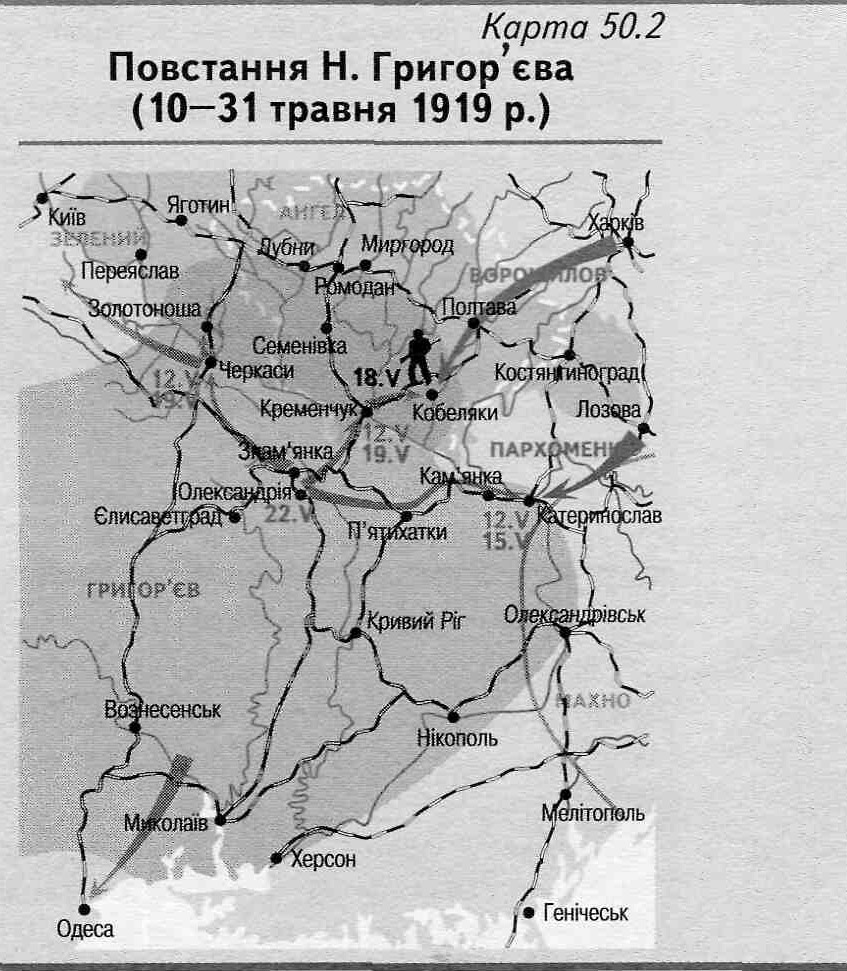 Карта 50.2
Повстання Н. Григор’єва
(10—31 травня 1919 р.)
Київ
Яготин
АНГЕЛ
Харків
ЗЕЛЕНИЙ
Лубни
Миргород
Переяслав
Ромодан
ВОРОШИЛОВ
Золотоноша
Полтава
Семенівка
Черкаси
18.V
Костянтиноград
12.V
19.V
Кременчук
Кобеляки
Лозова
12.V
19.V
Знам’янка
ПАРХОМЕНКО
Кам’янка
Олександрія
22.V
Єлисаветград
П’ятихатки
12.V
15.V
Катеринослав
ГРИГОР’ЄВ
Кривий Ріг
Олександрівськ
Вознесенськ
МАХНО
Нікополь
Миколаїв
Мелітополь
Херсон
Одеса
Генічеськ